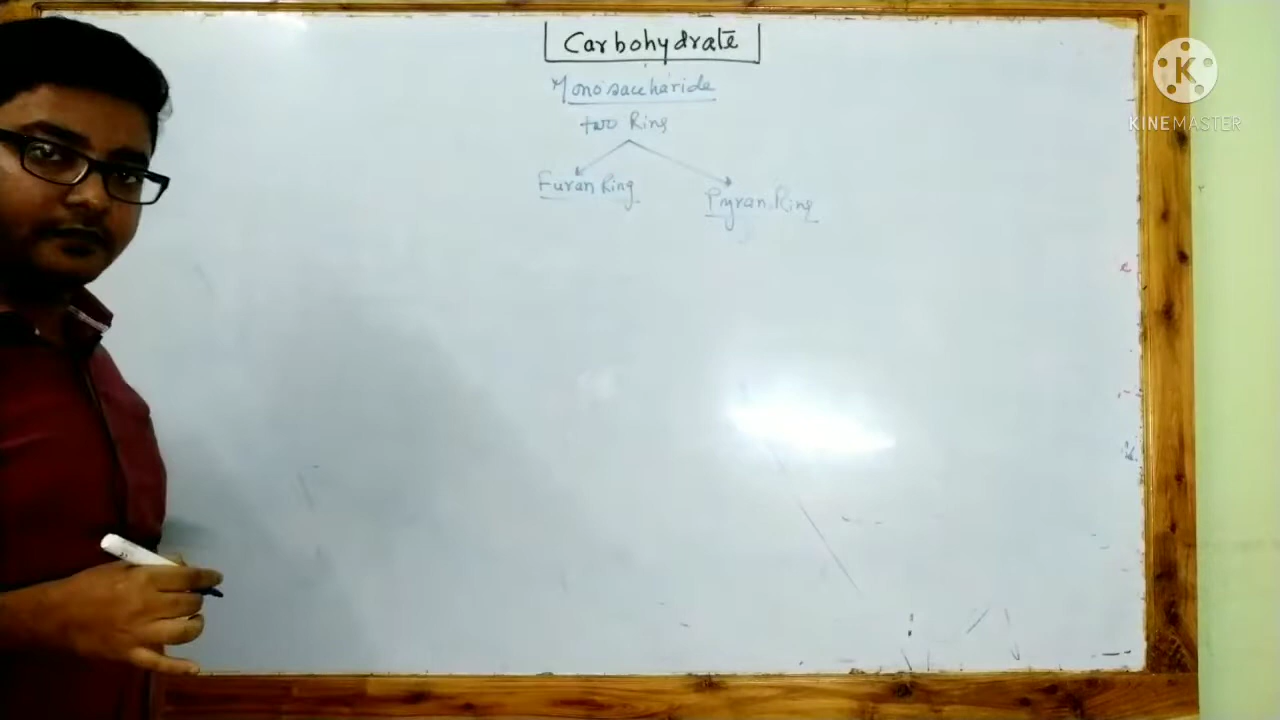 Carbohydrate
Monosaccharide
two Ring
Furan Ring
Pyran Ring
K
KINEMASTER